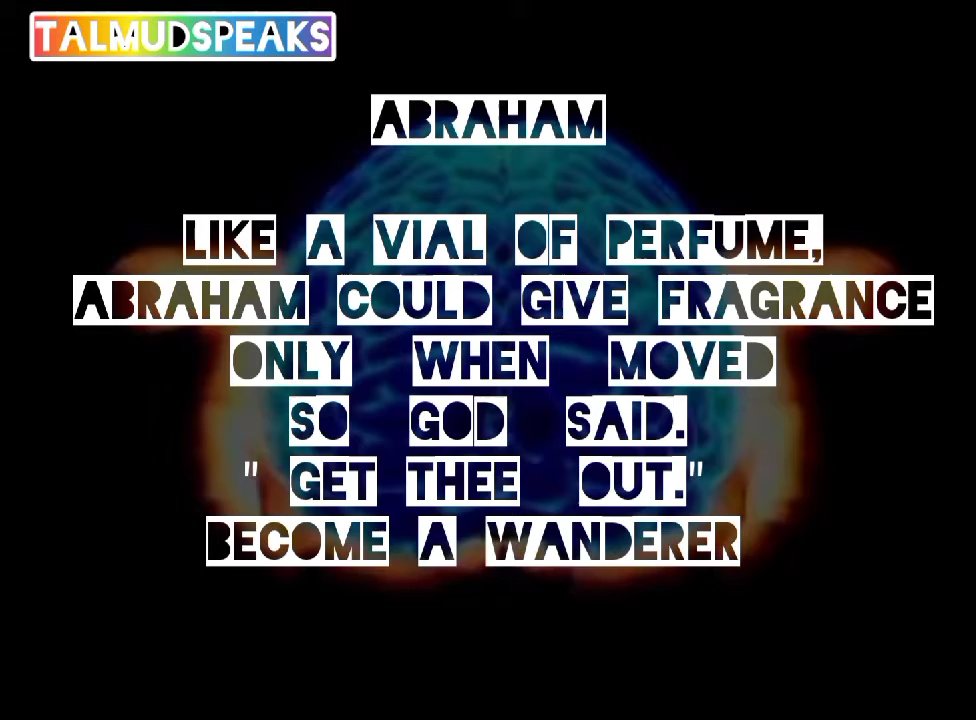 TALMUDSPEAKS
ABRAHAM
LIKE A VIAL OF PERFUME,
ABRAHAM COULD GIVE FRAGRANCE
ONLY WHEN MOVED
SO GOD SAID.
" GET THEE OUT."
BECOME A WANDERER